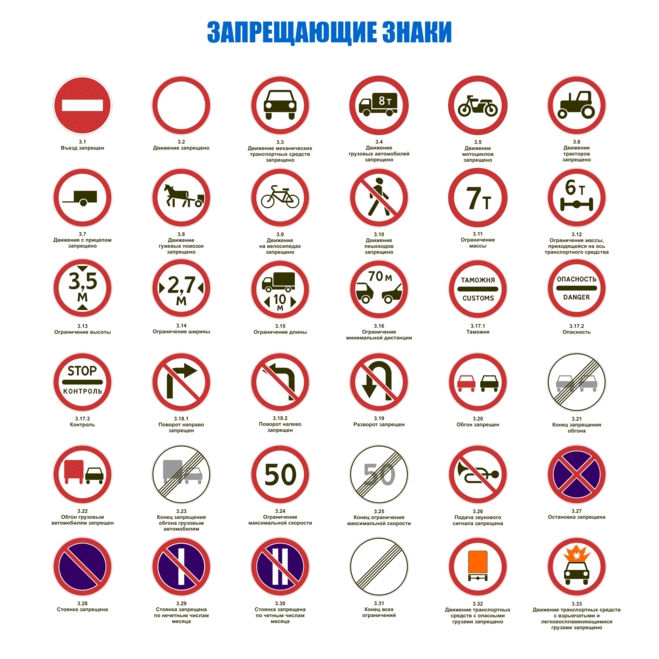 ЗАПРЕЩАЮЩИЕ ЗНАКИ
8т
3.1
Въезд запрещен
3.2
Движение запрещено
3.3
Движение механических
транспортных средств
запрещено
3.4
Движение
грузовых автомобилей
запрещено
3.5
Движение
мотоциклов
запрещено
3.6
Движение
тракторов
запрещено
7т
6т
3.7
Движение с прицепом
запрещено
3.8
Движение
гужевых повозок
запрещено
3.9
Движение
на велосипедах
запрещено
3.10
Движение
пешеходов
запрещено
3.11
Ограничение
массы
3.12
Ограничение массы,
приходящейся на ось
транспортного средства
3,5
М
2,7
М
10
М
70 м
ТАМОЖНЯ
CUSTOMS
ОПАСНОСТЬ
DANGER
3.13
Ограничение высоты
3.14
Ограничение ширины
3.15
Ограничение длины
3.16
Ограничение
минимальной дистанции
3.17.1
Таможня
3.17.2
Опасность
STOP
КОНТРОЛЬ
3.17.3
Контроль
3.18.1
Поворот направо
запрещен
3.18.2
Поворот налево
запрещен
3.19
Разворот запрещен
3.20
Обгон запрещен
3.21
Конец запрещения
обгона
50
50
3.22
Обгон грузовым
автомобилям запрещен
3.23
Конец запрещения
обгона грузовым
автомобилям
3.24
Ограничение
максимальной скорости
3.25
Конец ограничения
максимальной скорости
3.26
Подача звукового
сигнала запрещена
3.27
Остановка запрещена
3.28
Стоянка запрещена
3.29
Стоянка запрещена
по нечетным числам
месяца
3.30
Стоянка запрещена
по четным числам
месяца
3.31
Конец всех
ограничений
3.32
Движение транспортных
средств с опасными
грузами запрещено
3.33
Движение транспортных средств
с взрывчатыми и
легковоспламеняющимися
грузами запрещено